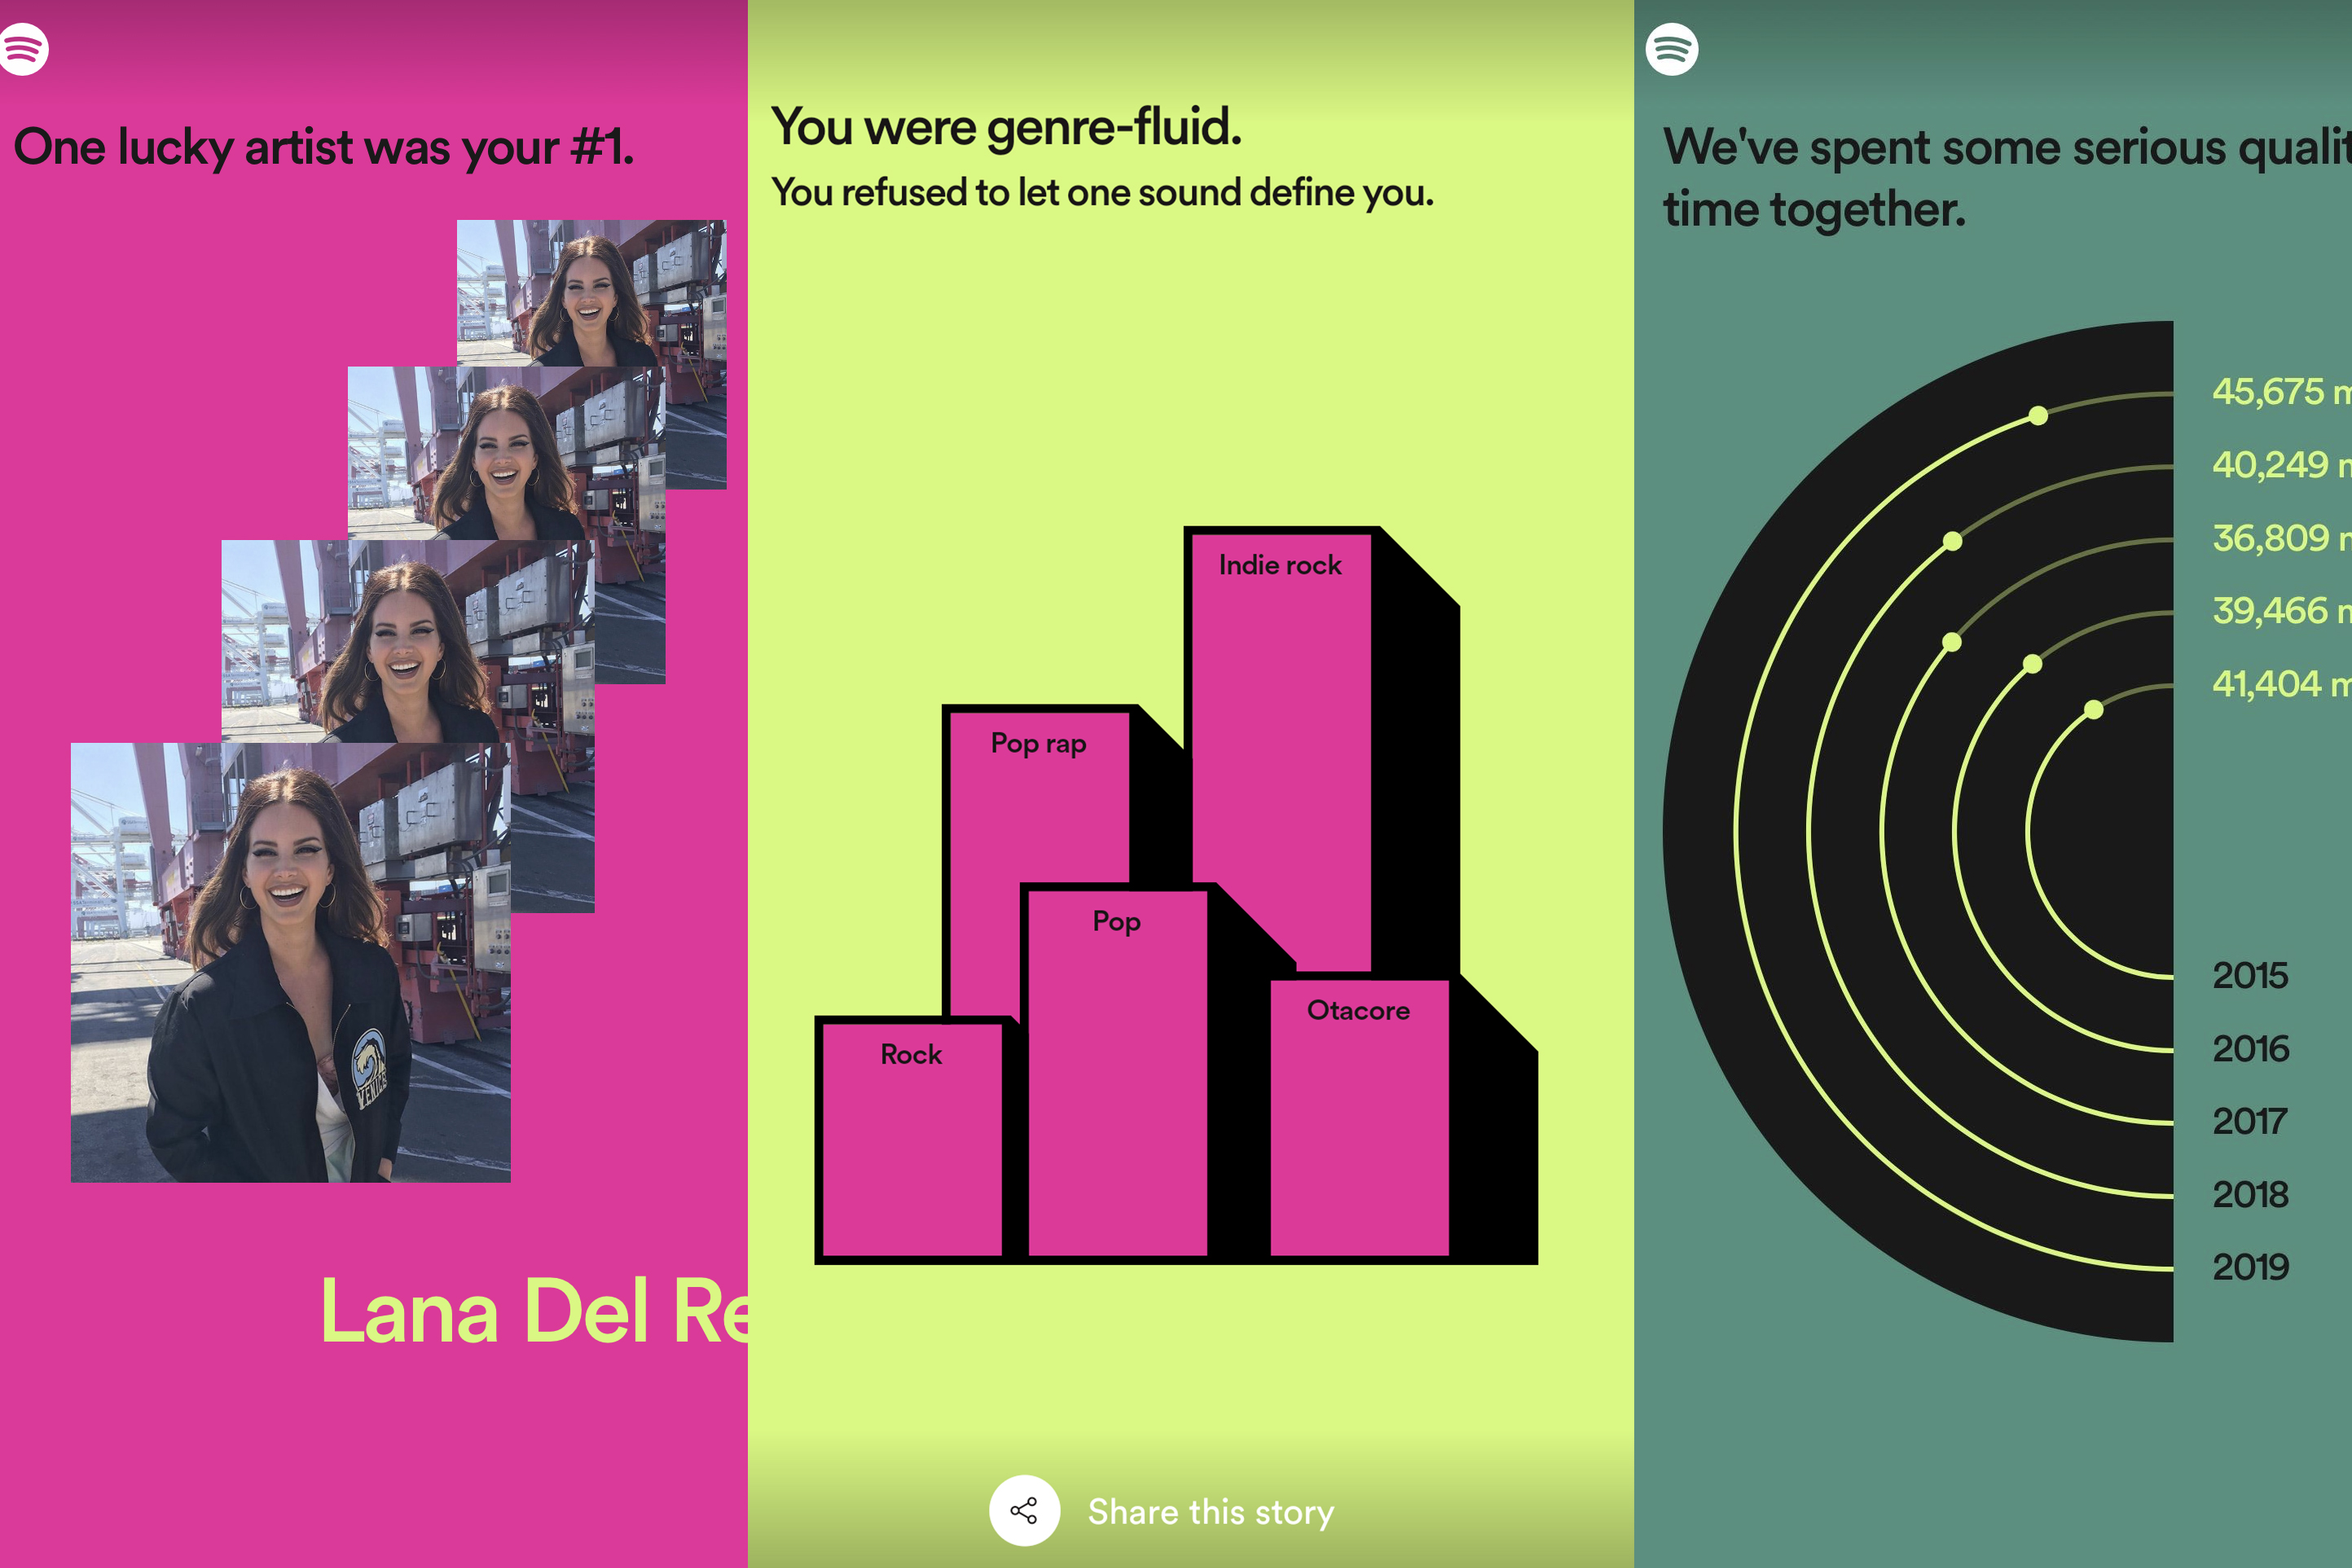 One lucky artist was your #1.
Lana Del Re
You were genre-fluid.
You refused to let one sound define you.
Indie rock
Pop rap
Pop
Otacore
Rock
Share this story
We've spent some serious qualit
time together.
45,675 m
40,249 m
36,809 m
39,466 m
41,404 m
2015
2016
2017
2018
2019
VENICE